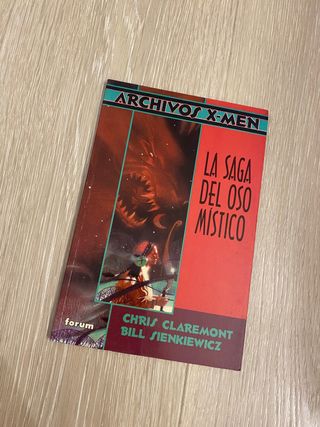 ARCHIVOS X-MEN
LA SAGA
DEL OSO
MÍSTICO
CHRIS CLAREMONT
BILL SIENKIEWICZ
forum